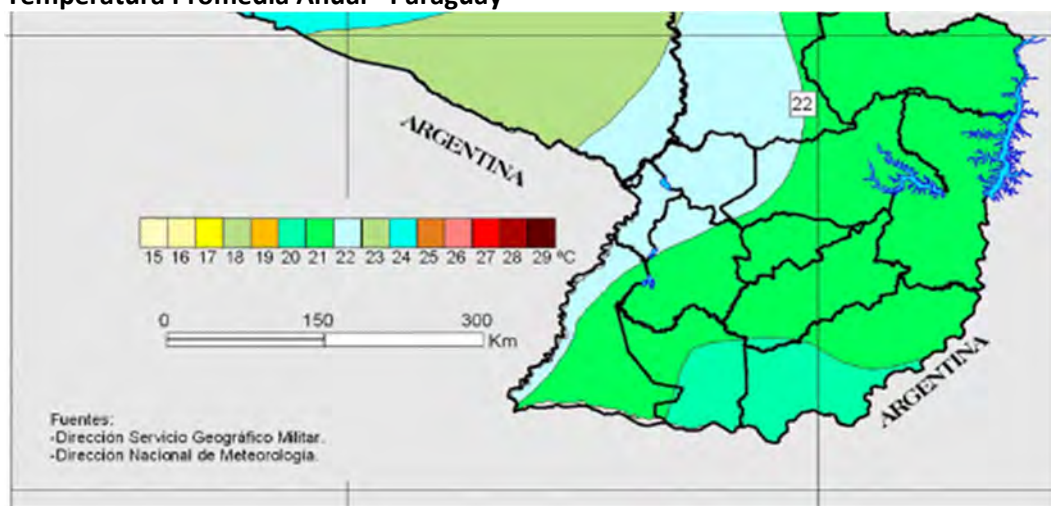 Temperatura Promedia Anual - Paraguay
22
ARGENTINA
15 16 17 18 19 20 21 22 23 24 25 26 27 28 29 ºC
0 150 300
Km
ARGENTINA
Fuentes:
-Dirección Servicio Geográfico Militar.
-Dirección Nacional de Meteorología.